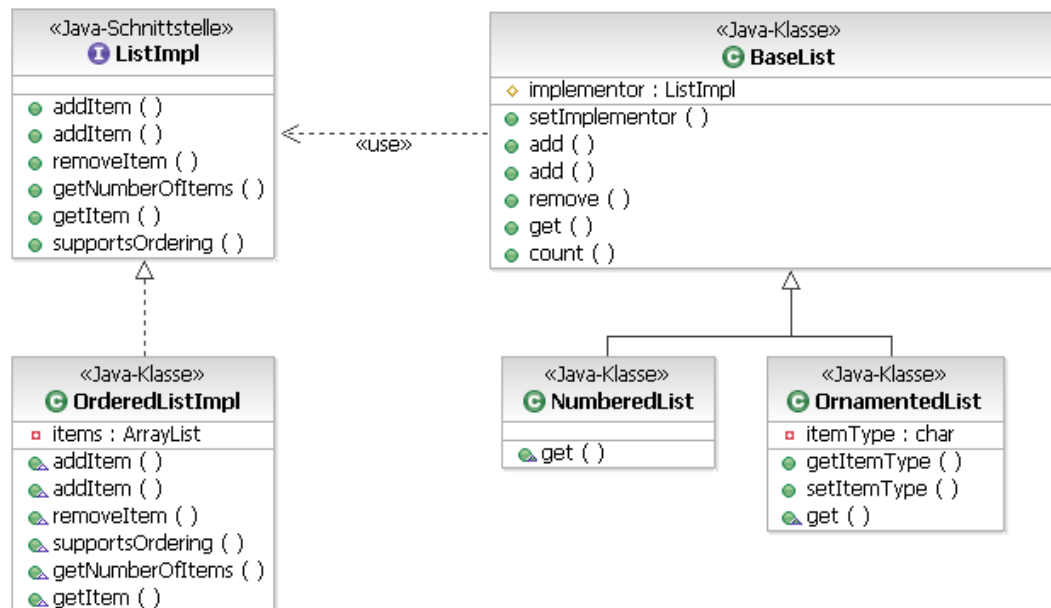 «Java-Schnittstelle»
ListImpl
addItem ( )
addItem ( )
removeItem ( )
getNumberOfItems ( )
getItem ( )
supportsOrdering ( )
«use»
«Java-Klasse»
BaseList
implementor : ListImpl
setImplementor ( )
add ( )
add ( )
remove ( )
get ( )
count ( )
«Java-Klasse»
OrderedListImpl
items : ArrayList
addItem ( )
addItem ( )
removeItem ( )
supportsOrdering ( )
getNumberOfItems ( )
getItem ( )
«Java-Klasse»
NumberedList
get ( )
«Java-Klasse»
OrnamentedList
itemType : char
getItemType ( )
setItemType ( )
get ( )